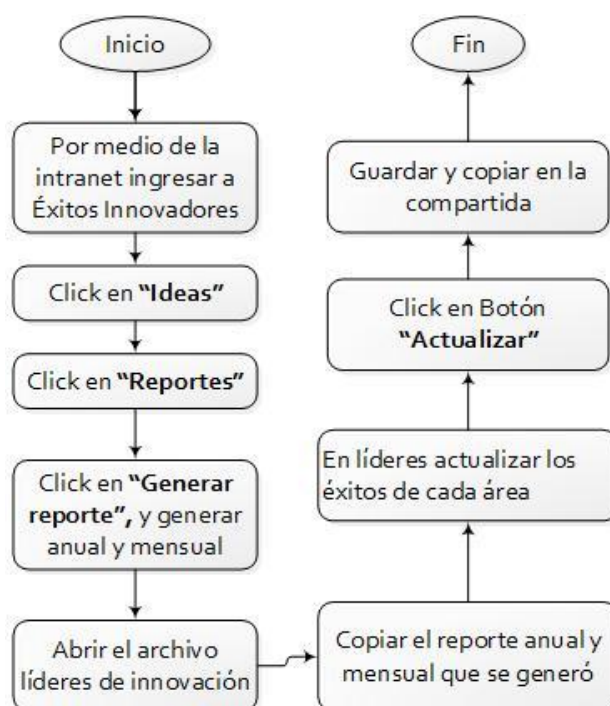 Inicio
Por medio de la
intranet ingresar a
Éxitos Innovadores
Click en “Ideas”
Click en “Reportes”
Click en “Generar
reporte”, y generar
anual y mensual
Abrir el archivo
líderes de innovación
Copiar el reporte anual y
mensual que se generó
En líderes actualizar los
éxitos de cada área
Click en Botón
“Actualizar”
Guardar y copiar en la
compartida
Fin